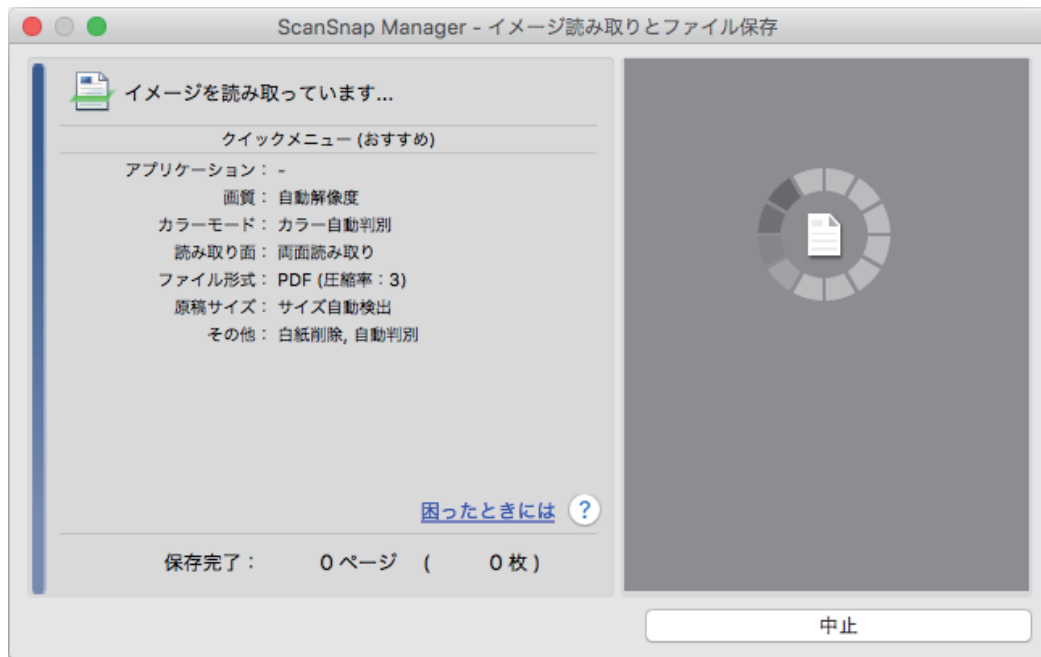 ScanSnap Manager - イメージ読み取りとファイル保存
イメージを読み取っています...
クイックメニュー (おすすめ)
アプリケーション： -
画質： 自動解像度
カラーモード： カラー自動判別
読み取り面： 両面読み取り
ファイル形式： PDF (圧縮率：3)
原稿サイズ： サイズ自動検出
その他： 白紙削除, 自動判別
困ったときには ?
保存完了： 0 ページ ( 0 枚 )
中止